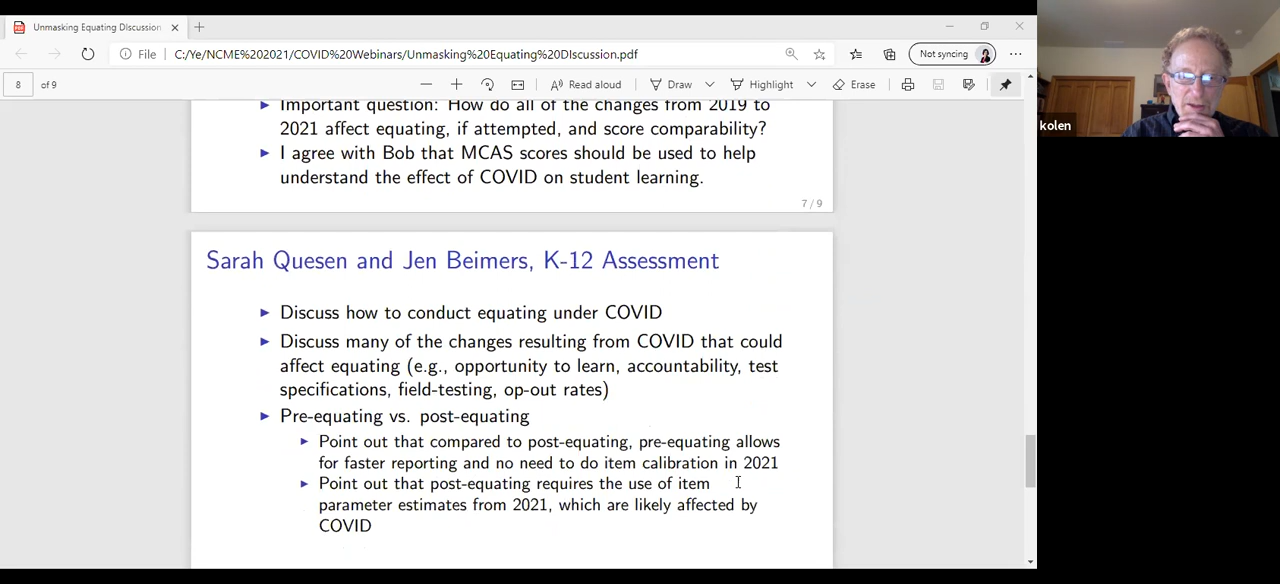 Unmasking Equating DIscussion
File
C:/Ye/NCME%202021/COVID%20Webinars/Unmasking%20Equating%20DIscussion.pdf
Not syncing
8 of 9
Read aloud
Draw
Highlight
Erase
kolen
Important question: How do all of the changes from 2019 to
2021 affect equating, if attempted, and score comparability?
I agree with Bob that MCAS scores should be used to help
understand the effect of COVID on student learning.
7 / 9
Sarah Quesen and Jen Beimers, K-12 Assessment
Discuss how to conduct equating under COVID
Discuss many of the changes resulting from COVID that could
affect equating (e.g., opportunity to learn, accountability, test
specifications, field-testing, op-out rates)
Pre-equating vs. post-equating
Point out that compared to post-equating, pre-equating allows
for faster reporting and no need to do item calibration in 2021
Point out that post-equating requires the use of item
parameter estimates from 2021, which are likely affected by
COVID